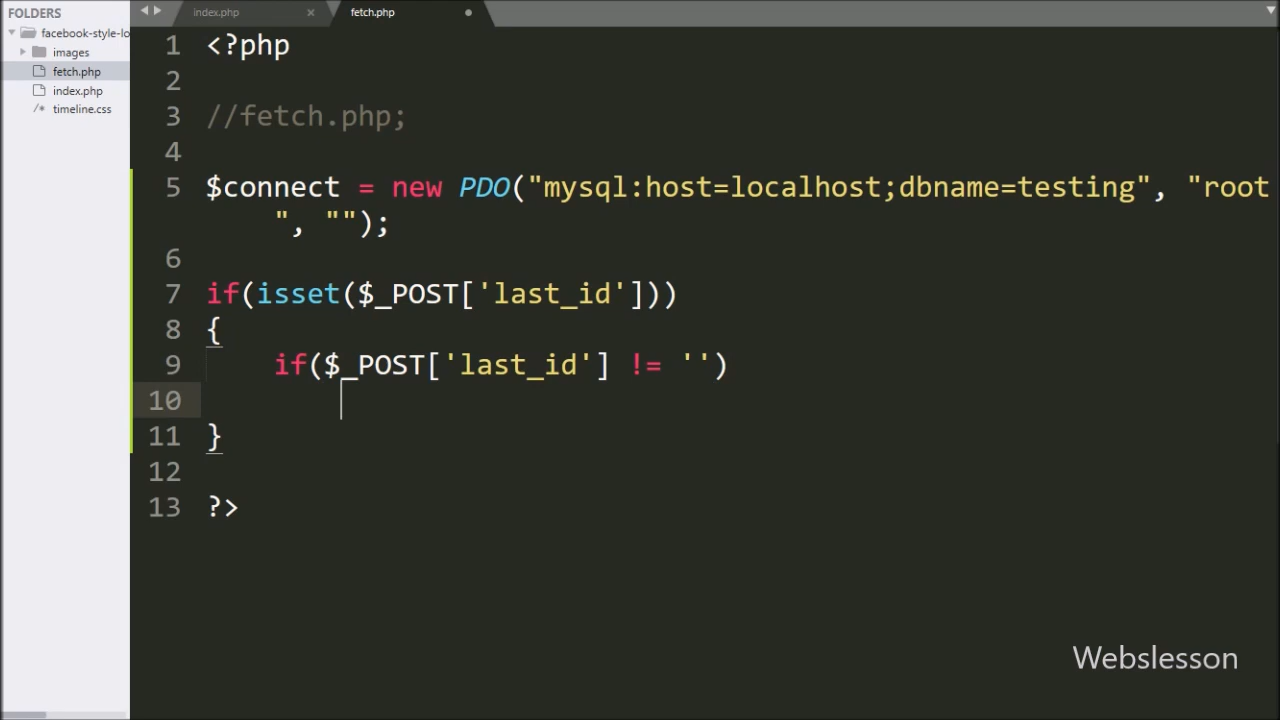 FOLDERS
facebook-style-lo
images
fetch.php
index.php
/* timeline.css
index.php ×
fetch.php
1 <?php
2
3 //fetch.php;
4
5 $connect = new PDO("mysql:host=localhost;dbname=testing", "root
", "");
6
7 if(isset($_POST['last_id']))
8 {
9 if($_POST['last_id'] != '')
10
11 }
12
13 ?>
Webslesson